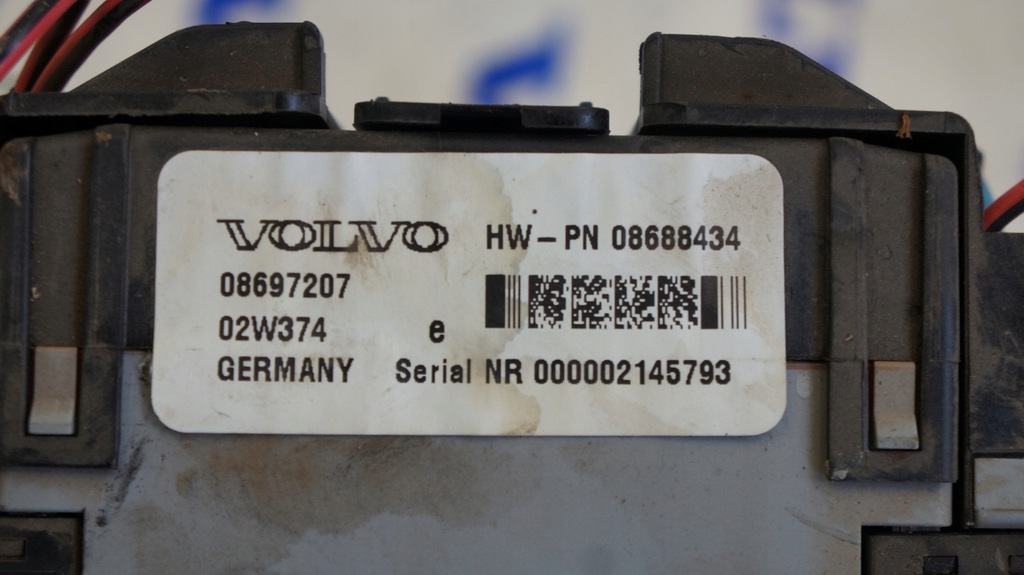 VOLVO
08697207
02W374 e
GERMANY
HW-PN 08688434
Serial NR 000002145793